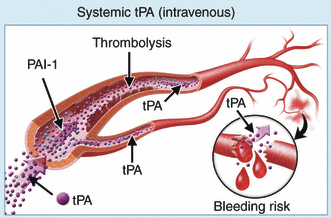 Systemic tPA (intravenous)
Thrombolysis
PAI-1
tPA
tPA
tPA
tPA
Bleeding risk